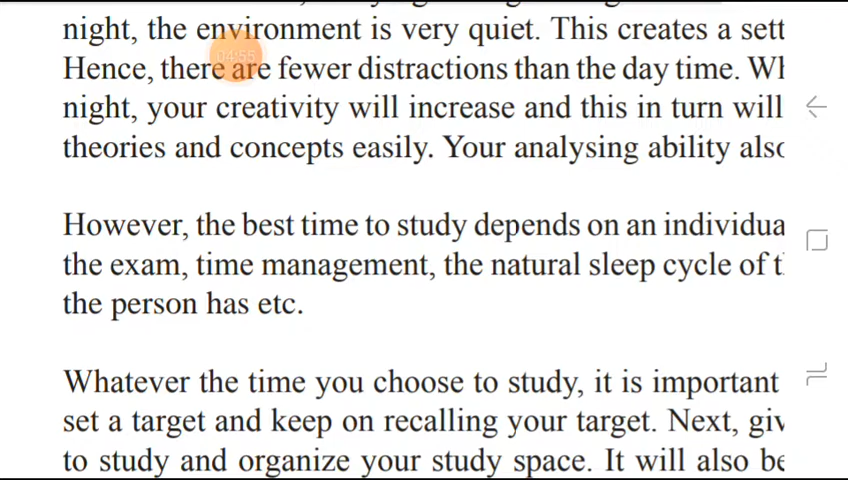 night, the environment is very quiet. This creates a sett
04:55
Hence, there are fewer distractions than the day time.
night, your creativity will increase and this in turn will
theories and concepts easily. Your analysing ability also
However, the best time to study depends on an individua
the exam, time management, the natural sleep cycle of
the person has etc.
Whatever the time you choose to study, it is important
set a target and keep on recalling your target. Next,
to study and organize your study space. It will also be